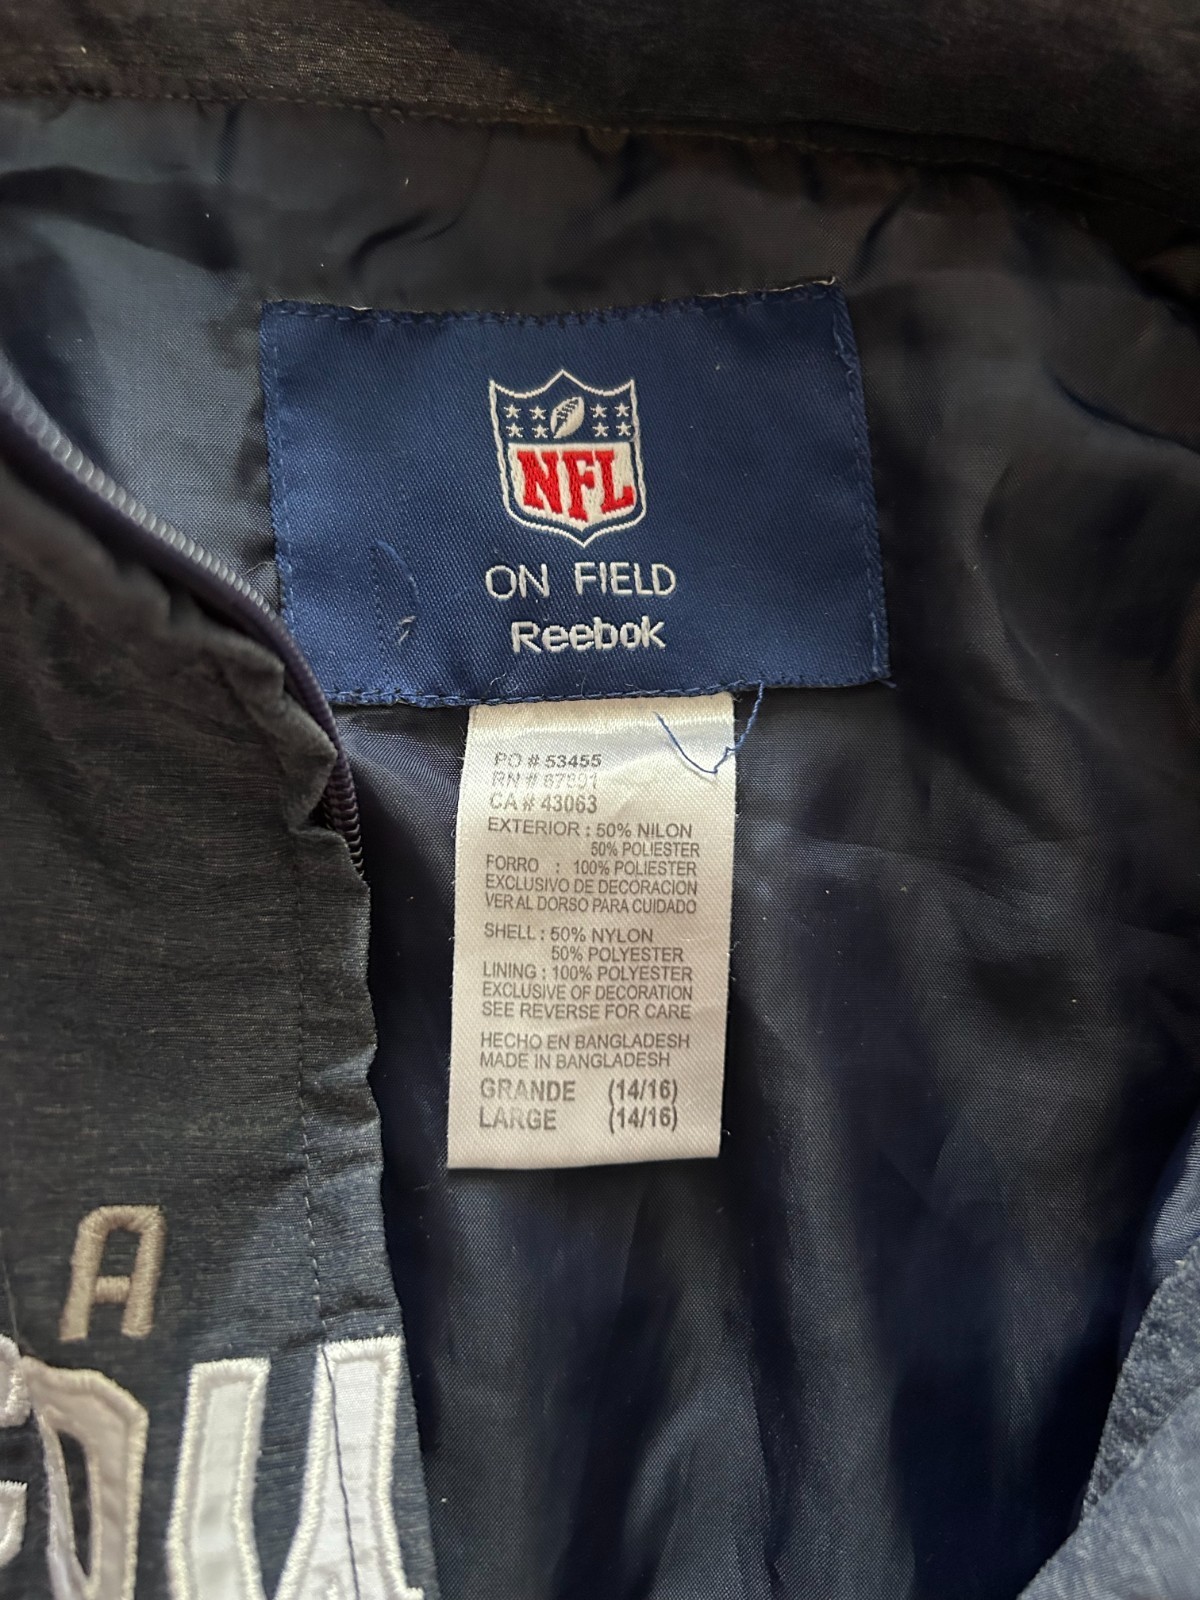 NFL
ON FIELD
Reebok
PO # 53455
RN #
CA # 43063
EXTERIOR : 50% NILON
50% POLIESTER
FORRO : 100% POLIESTER
EXCLUSIVO DE DECORACION
VER AL DORSO PARA CUIDADO
SHELL : 50% NYLON
50% POLYESTER
LINING : 100% POLYESTER
EXCLUSIVE OF DECORATION
SEE REVERSE FOR CARE
HECHO EN BANGLADESH
MADE IN BANGLADESH
GRANDE (14/16)
LARGE (14/16)
A